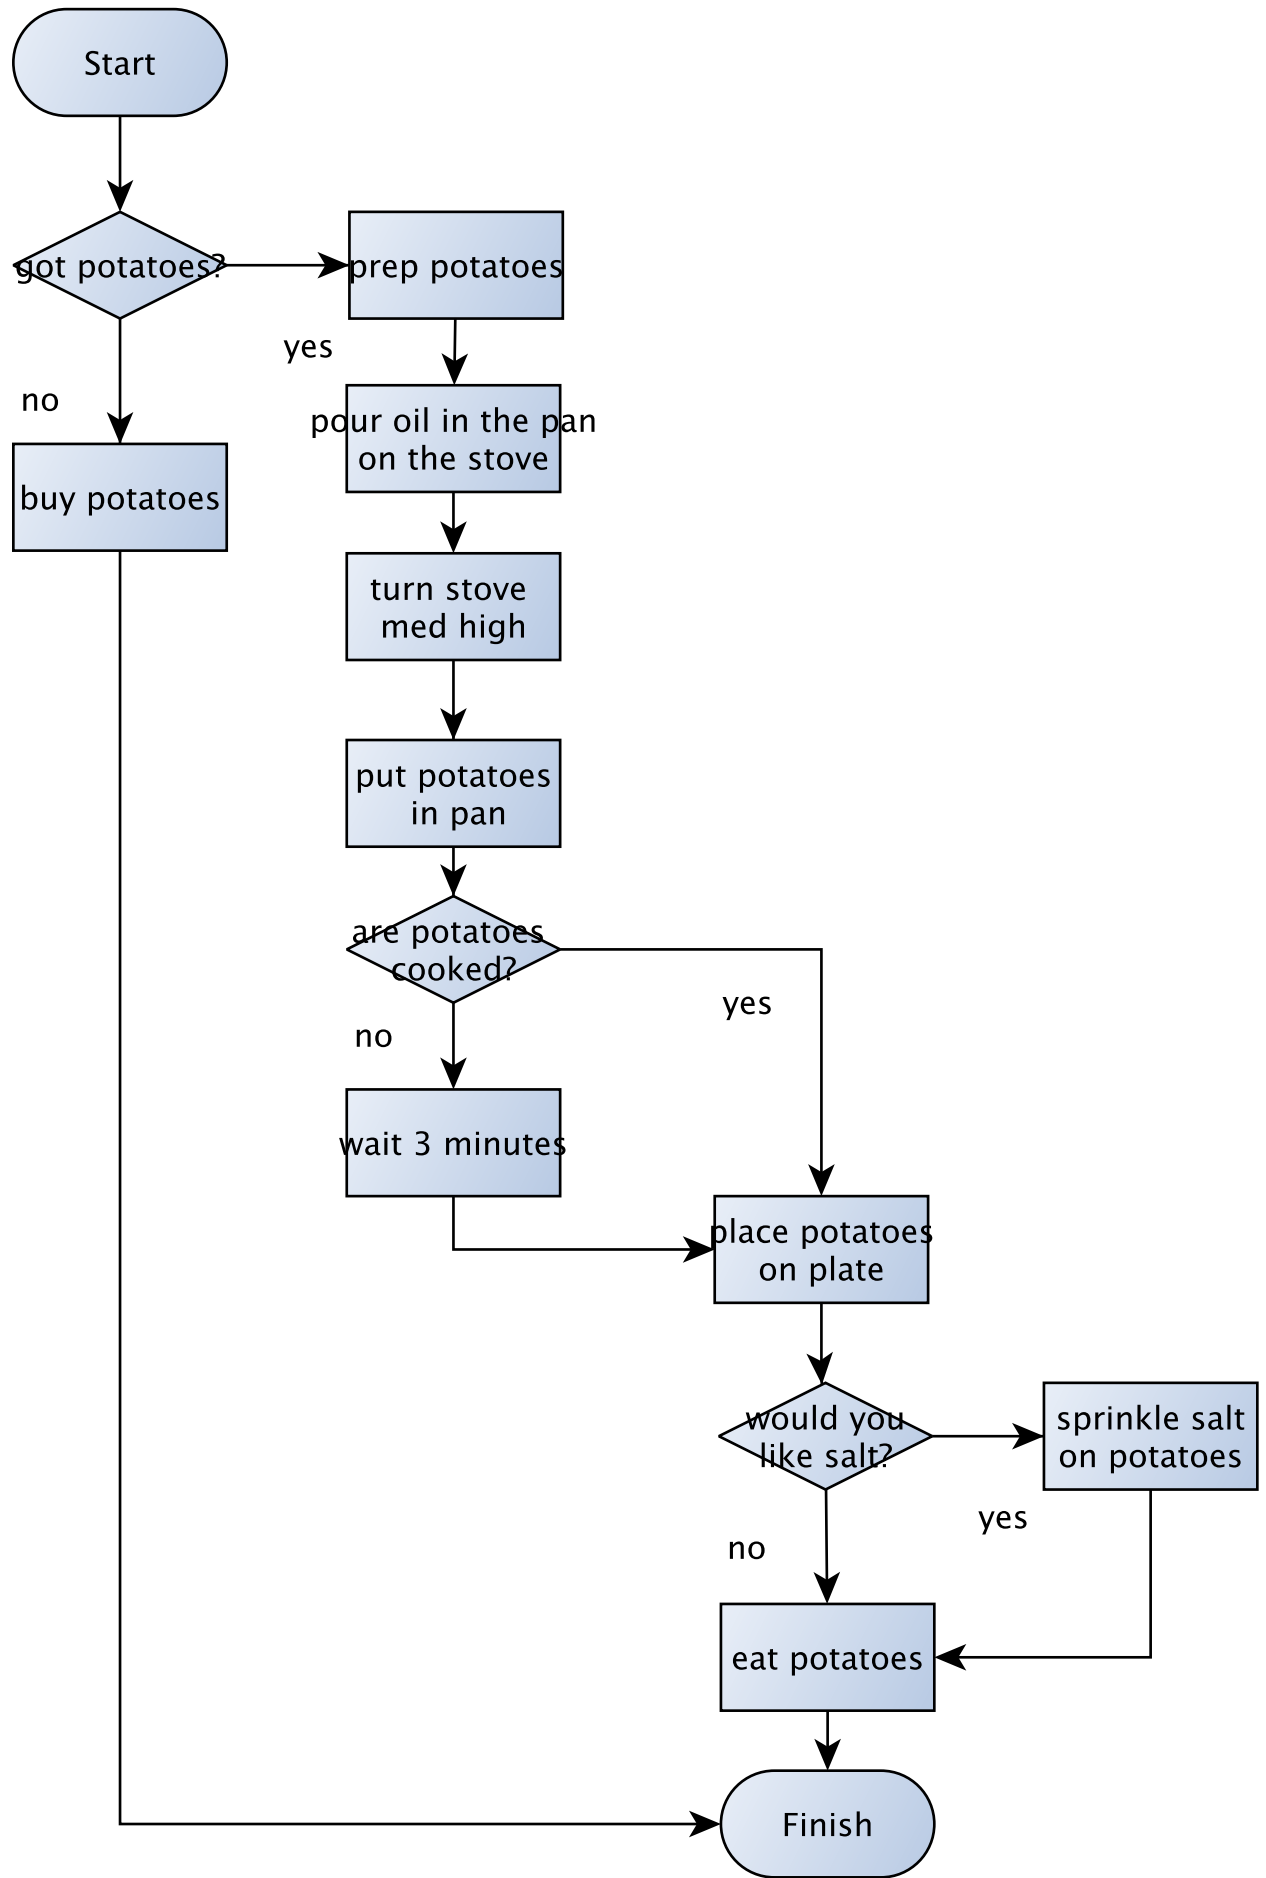 Start
got potatoes?
prep potatoes
yes
no
pour oil in the pan
on the stove
buy potatoes
turn stove
med high
put potatoes
in pan
are potatoes
cooked?
yes
no
wait 3 minutes
place potatoes
on plate
would you
like salt?
sprinkle salt
on potatoes
yes
no
eat potatoes
Finish